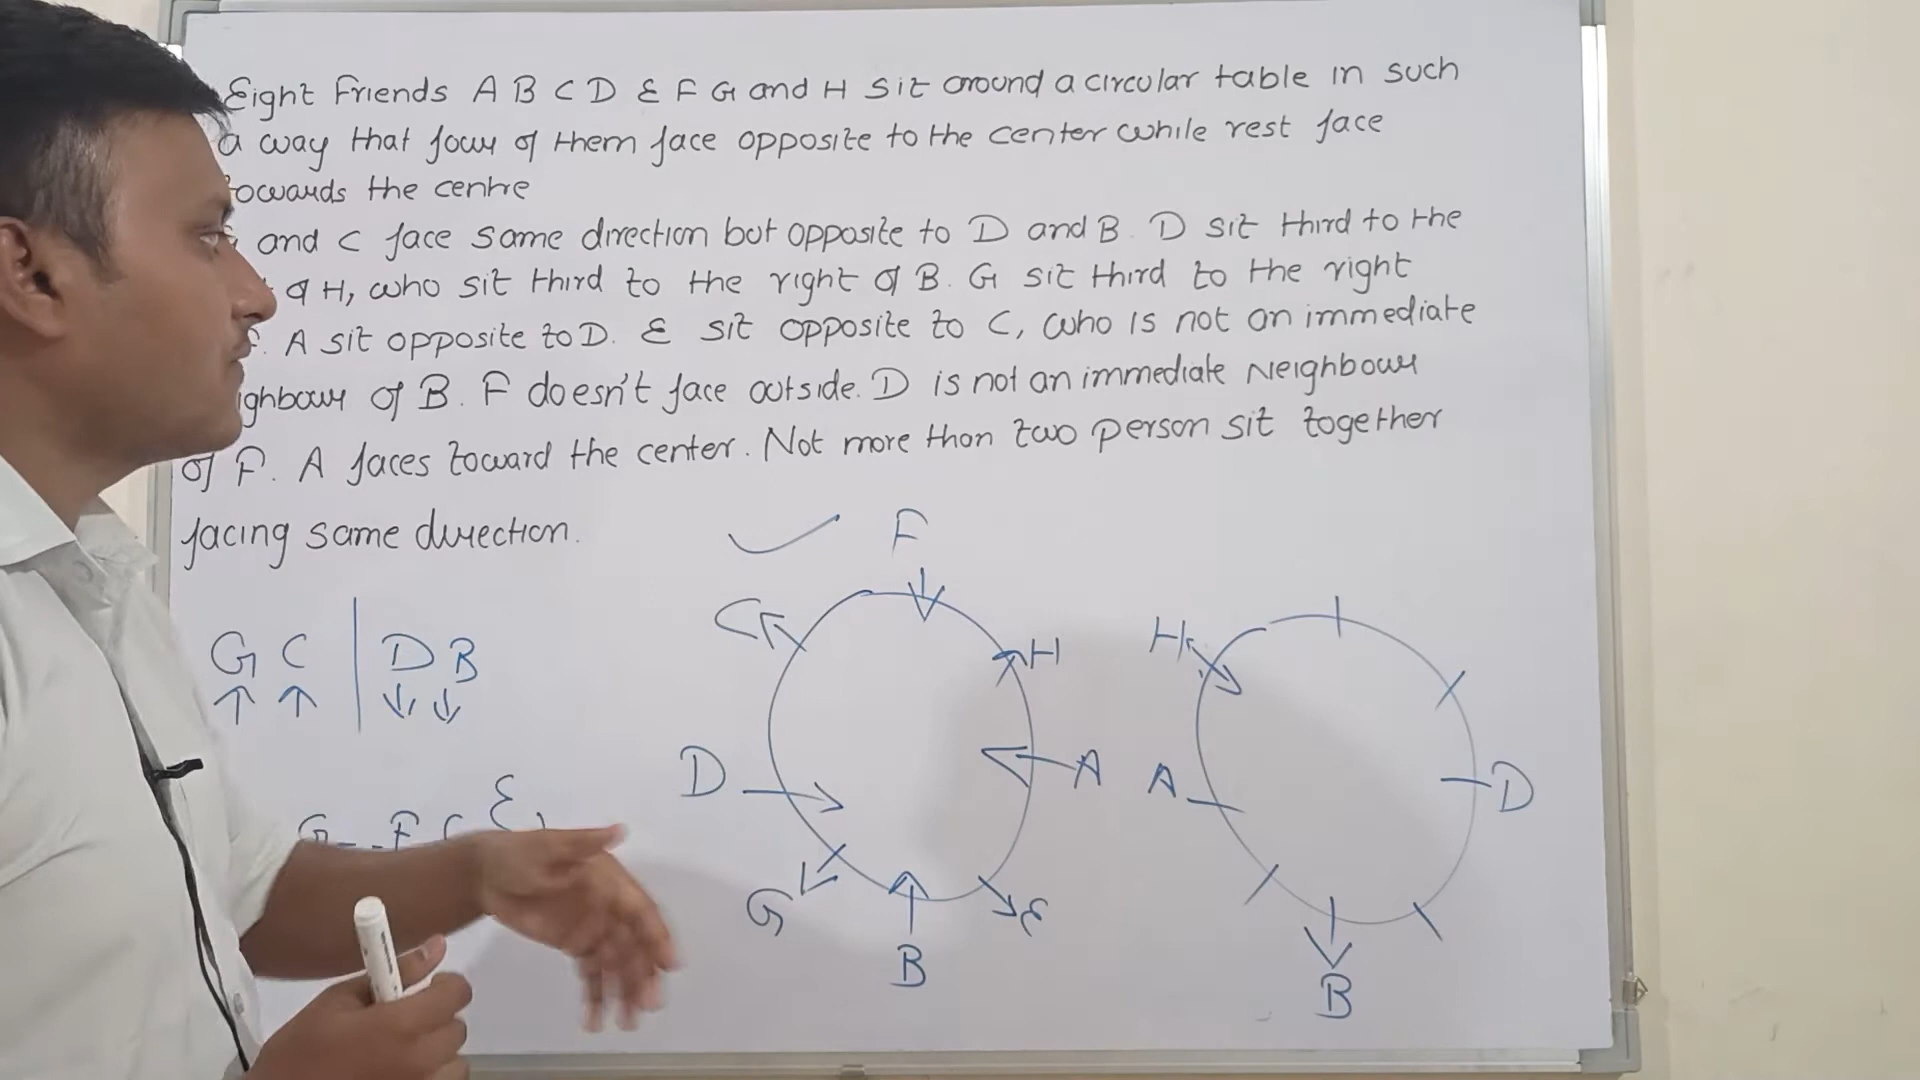 Eight Friends A B C D E F G and H sit around a circular table in such
a way that four of them face opposite to the center while rest face
towards the centre
and C face same direction but opposite to D and B. D sit third to the
of H, who sit third to the right of B. G sit third to the right
A sit opposite to D. E sit opposite to C, who is not an immediate
ighbour of B. F doesn't face outside. D is not an immediate Neighbour
of F. A faces toward the center. Not more than two person sit together
facing same direction.
G C | D B
G - - F C E
F
C
H
D
A
G
E
B
H
A
D
B